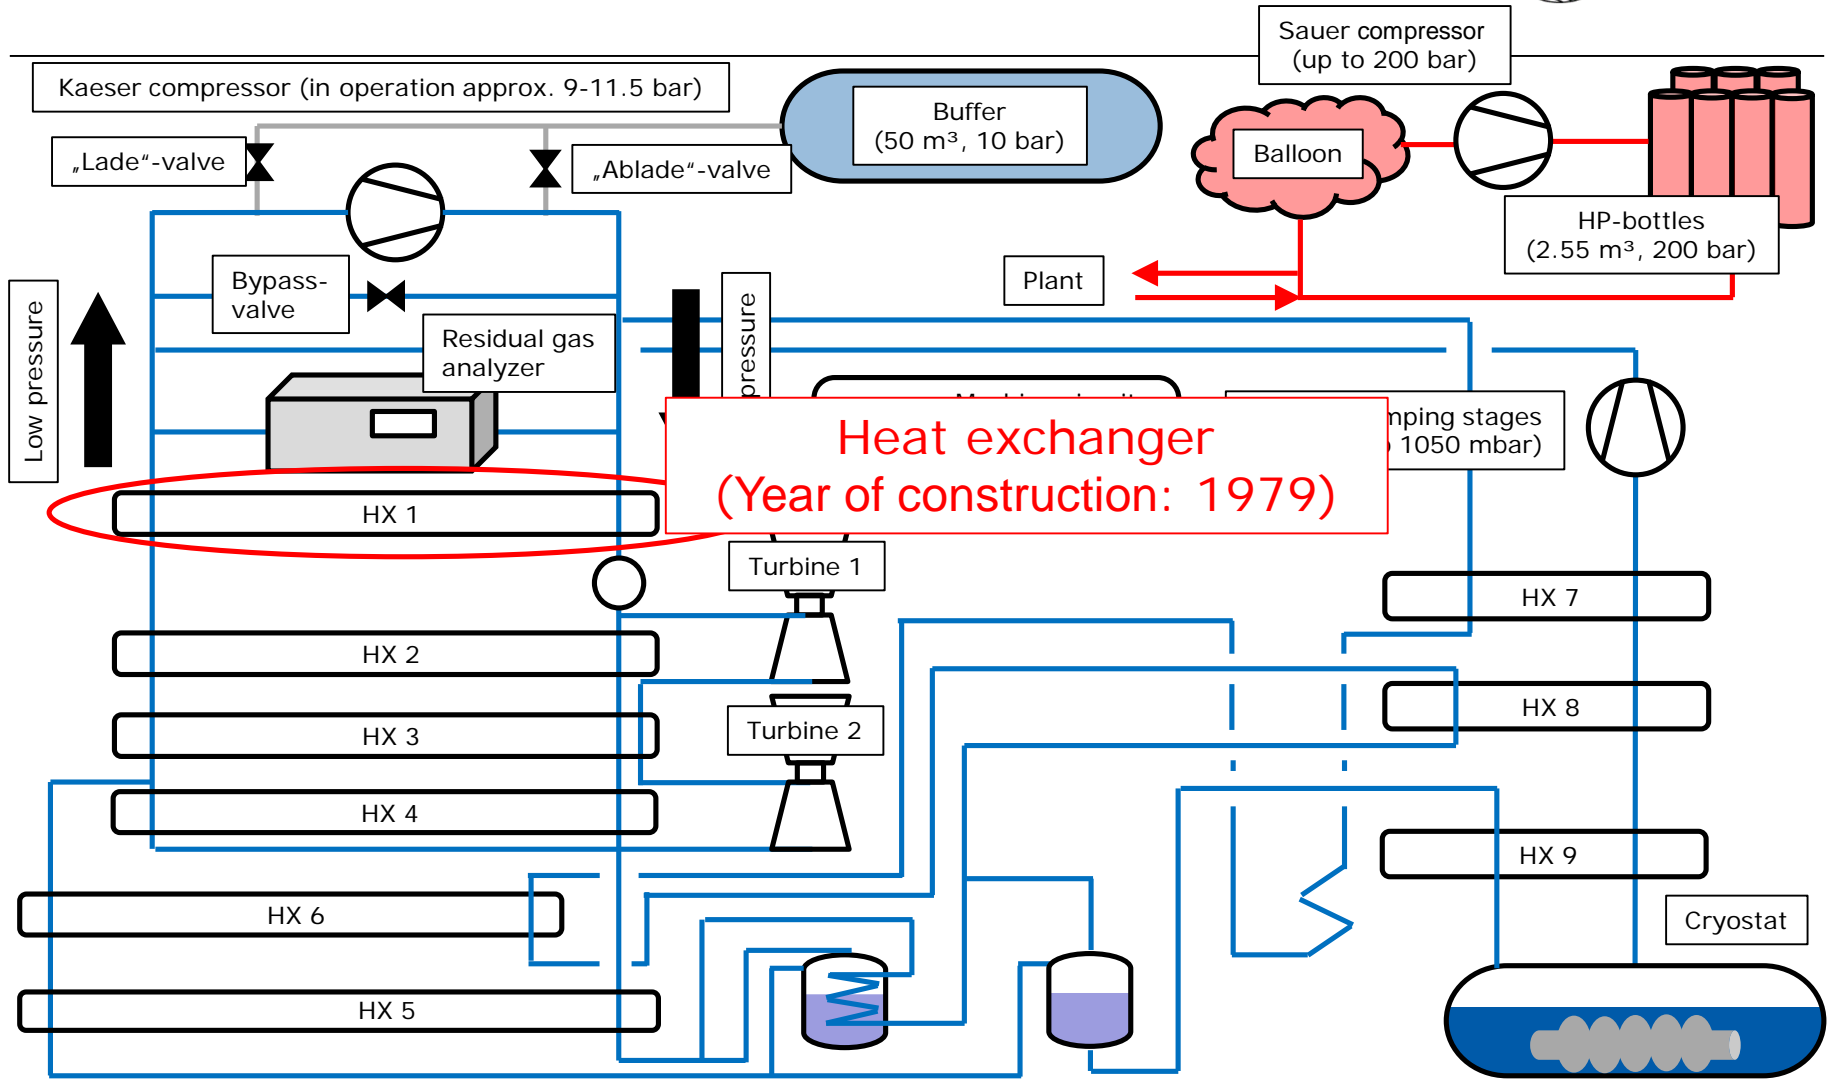 Sauer compressor
(up to 200 bar)
Kaeser compressor (in operation approx. 9-11.5 bar)
Buffer
(50 m³, 10 bar)
Balloon
„Lade“-valve
„Ablade“-valve
HP-bottles
(2.55 m³, 200 bar)
Plant
Bypass-
valve
Low pressure
pressure
Residual gas
analyzer
stages
1050 mbar)
Heat exchanger
(Year of construction: 1979)
HX 1
Turbine 1
HX 7
HX 2
HX 8
Turbine 2
HX 3
HX 4
HX 9
HX 6
Cryostat
HX 5